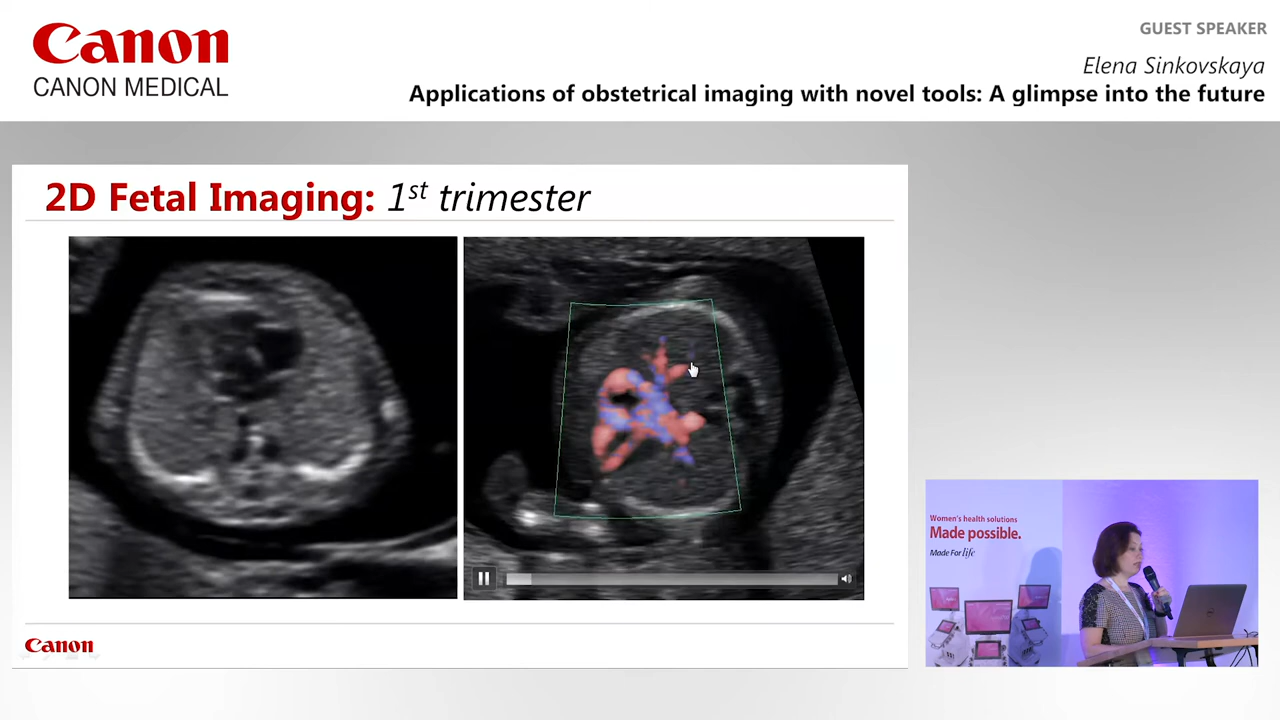 Canon
CANON MEDICAL
GUEST SPEAKER
Elena Sinkovskaya
Applications of obstetrical imaging with novel tools: A glimpse into the future
2D Fetal Imaging: 1st trimester
Women's health solutions
Made possible.
Made For life
Canon